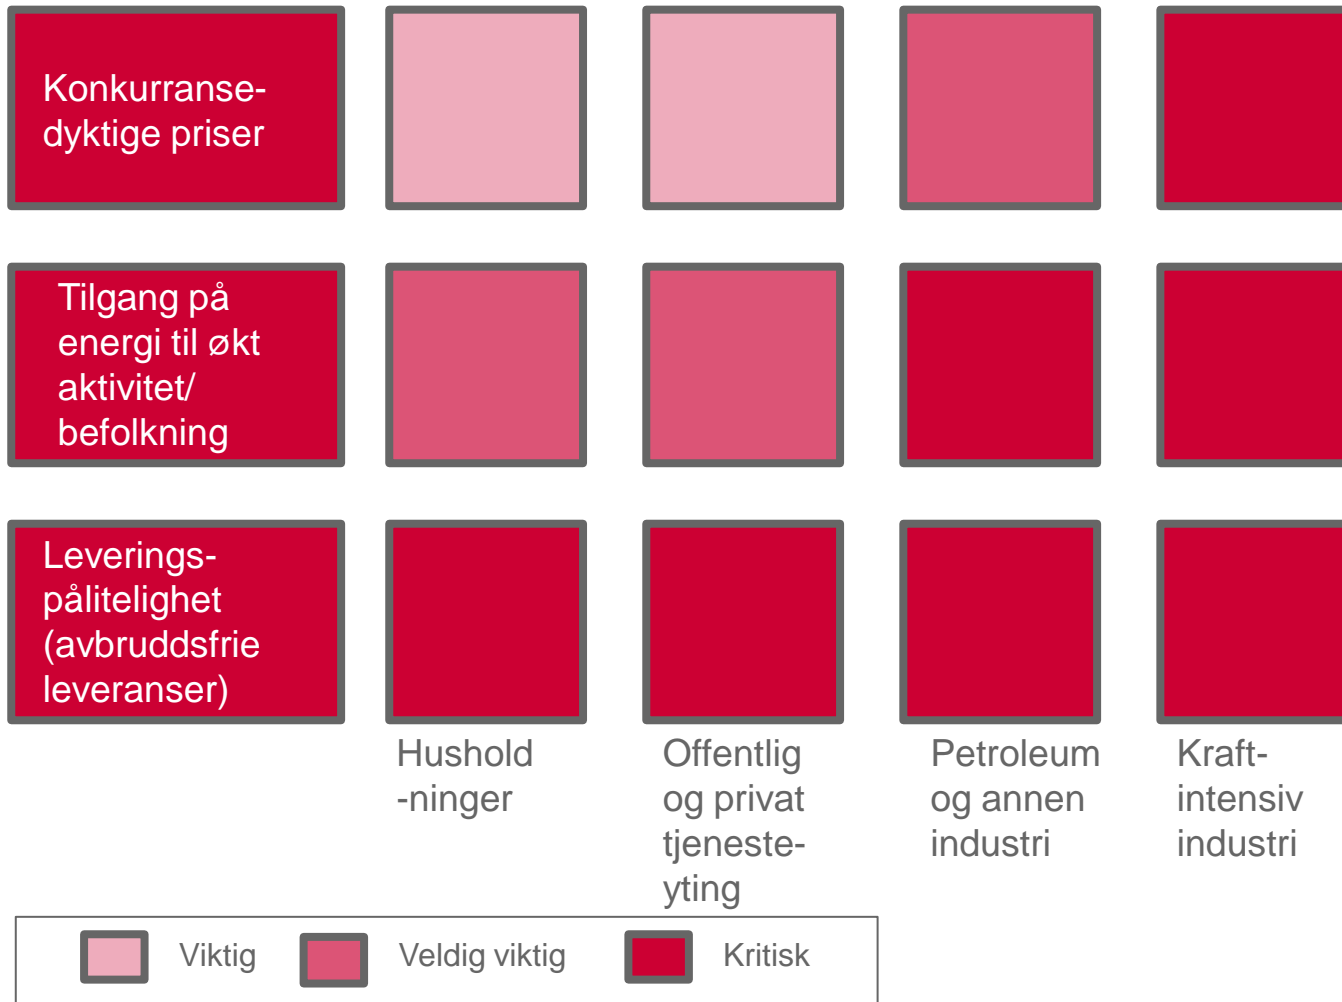 Konkurranse-
dyktige priser
Tilgang på
energi til økt
aktivitet/
befolkning
Leverings-
pålitelighet
(avbruddsfrie
leveranser)
Hushold
-ninger
Offentlig
og privat
tjeneste-
yting
Petroleum
og annen
industri
Kraft-
intensiv
industri
Viktig
Veldig viktig
Kritisk